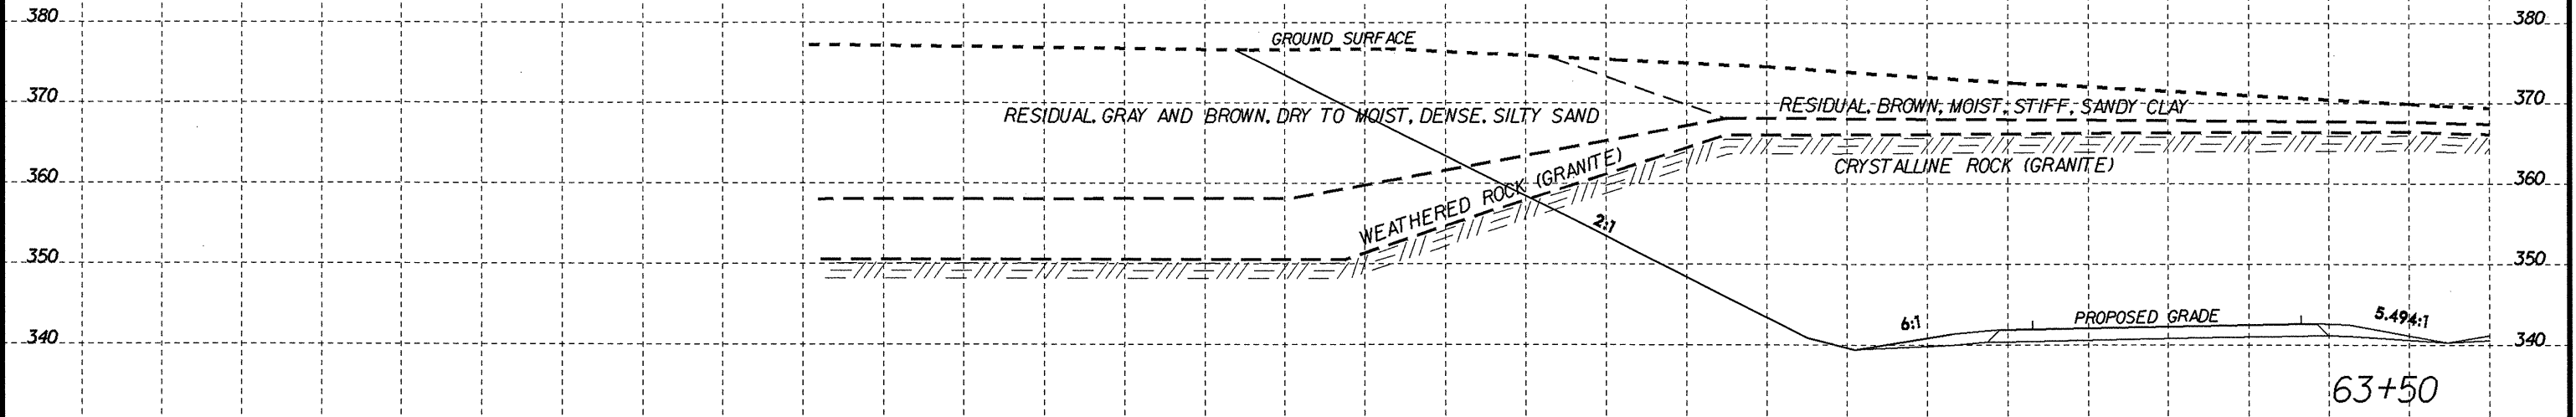 380 380
GROUND SURFACE
370 370
RESIDUAL, BROWN, MOIST, STIFF, SANDY CLAY
RESIDUAL, GRAY AND BROWN, DRY TO MOIST, DENSE, SILTY SAND
CRYSTALLINE ROCK (GRANITE)
360 360
WEATHERED ROCK (GRANITE)
2:1
350 350
6:1
PROPOSED GRADE
5.494:1
340 340
63+50